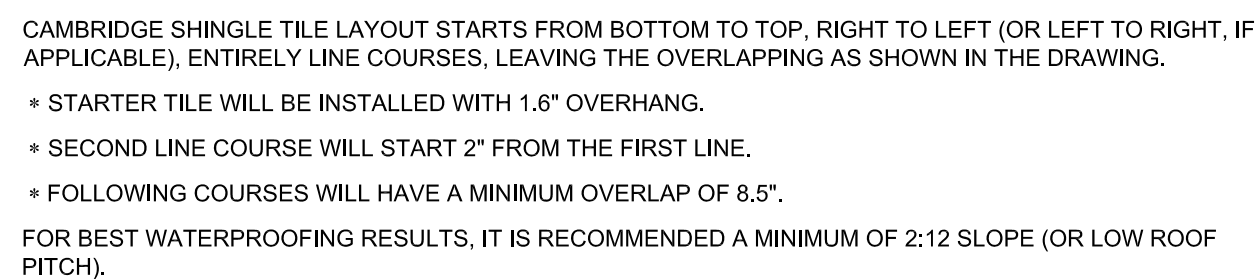 CAMBRIDGE SHINGLE TILE LAYOUT STARTS FROM BOTTOM TO TOP, RIGHT TO LEFT (OR LEFT TO RIGHT, IF
APPLICABLE), ENTIRELY LINE COURSES, LEAVING THE OVERLAPPING AS SHOWN IN THE DRAWING.
* STARTER TILE WILL BE INSTALLED WITH 1.6" OVERHANG.
* SECOND LINE COURSE WILL START 2" FROM THE FIRST LINE.
* FOLLOWING COURSES WILL HAVE A MINIMUM OVERLAP OF 8.5".
FOR BEST WATERPROOFING RESULTS, IT IS RECOMMENDED A MINIMUM OF 2:12 SLOPE (OR LOW ROOF
PITCH).